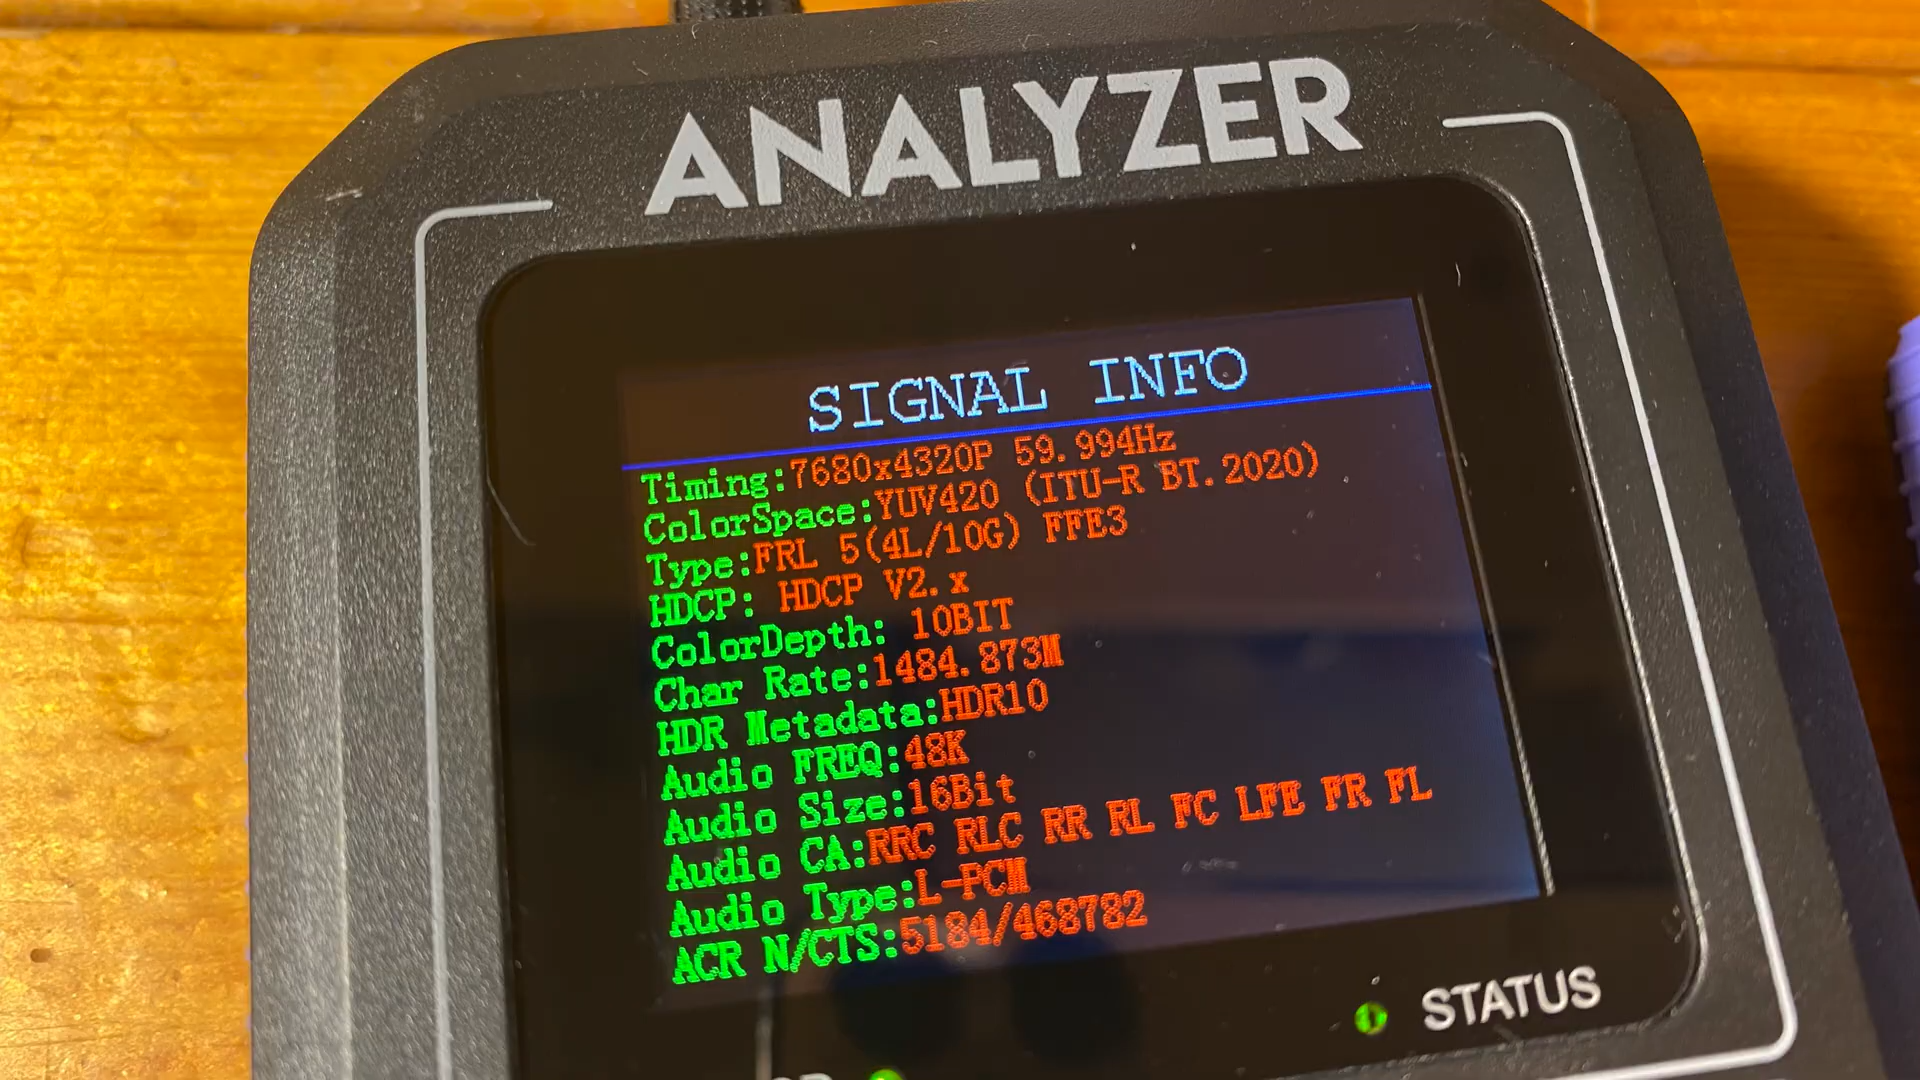 ANALYZER
SIGNAL INFO
Timing:7680x4320P 59.994Hz
ColorSpace:YUV420 (ITU-R BT.2020)
Type:FRL 5(4L/10G) FFE3
HDCP: HDCP V2.x
ColorDepth: 10BIT
Char Rate:1484.873M
HDR Metadata:HDR10
Audio FREQ:48K
Audio Size:16Bit
Audio CA:RRC RLC RR RL FC LFE FR FL
Audio Type:L-PCM
ACR N/CTS:5184/468782
STATUS